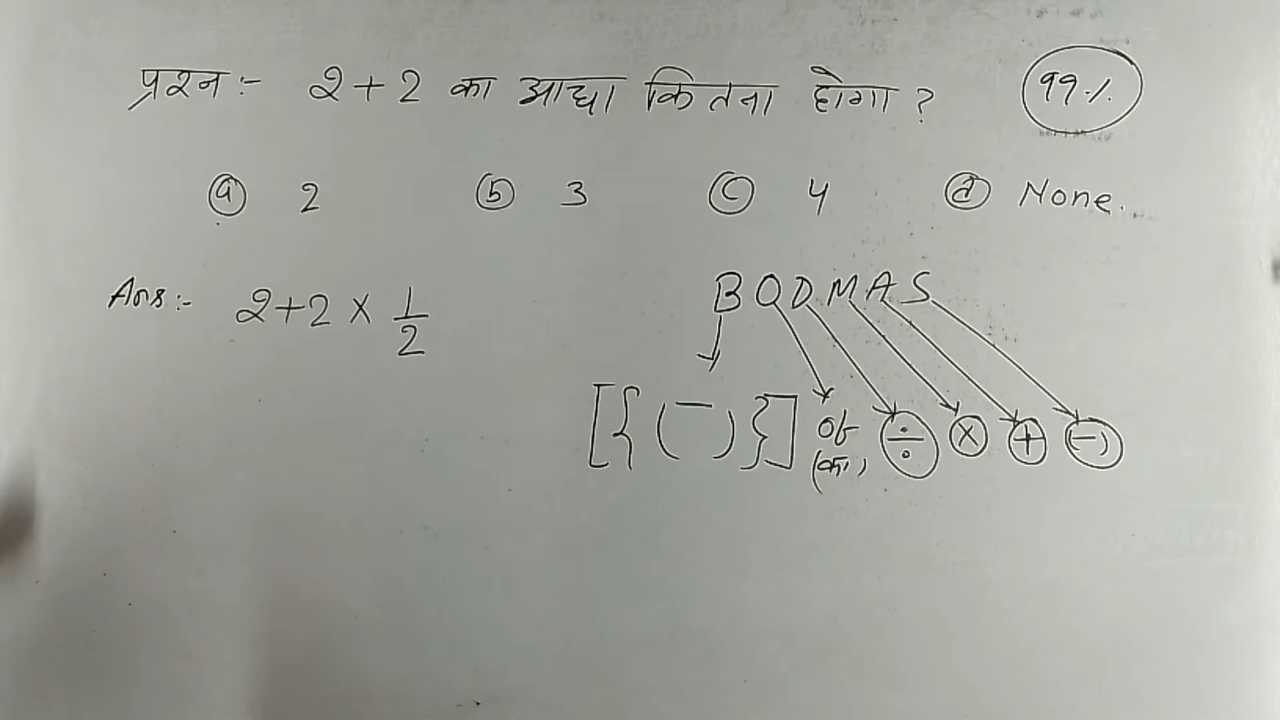 प्रश्न:- 2+2 का आधा कितना होगा ? 99%
(a) 2 (b) 3 (c) 4 (d) None.
Ans:- 2+2 × 1/2
BODMAS
[{(‾)}] of ÷ × + -
(का)